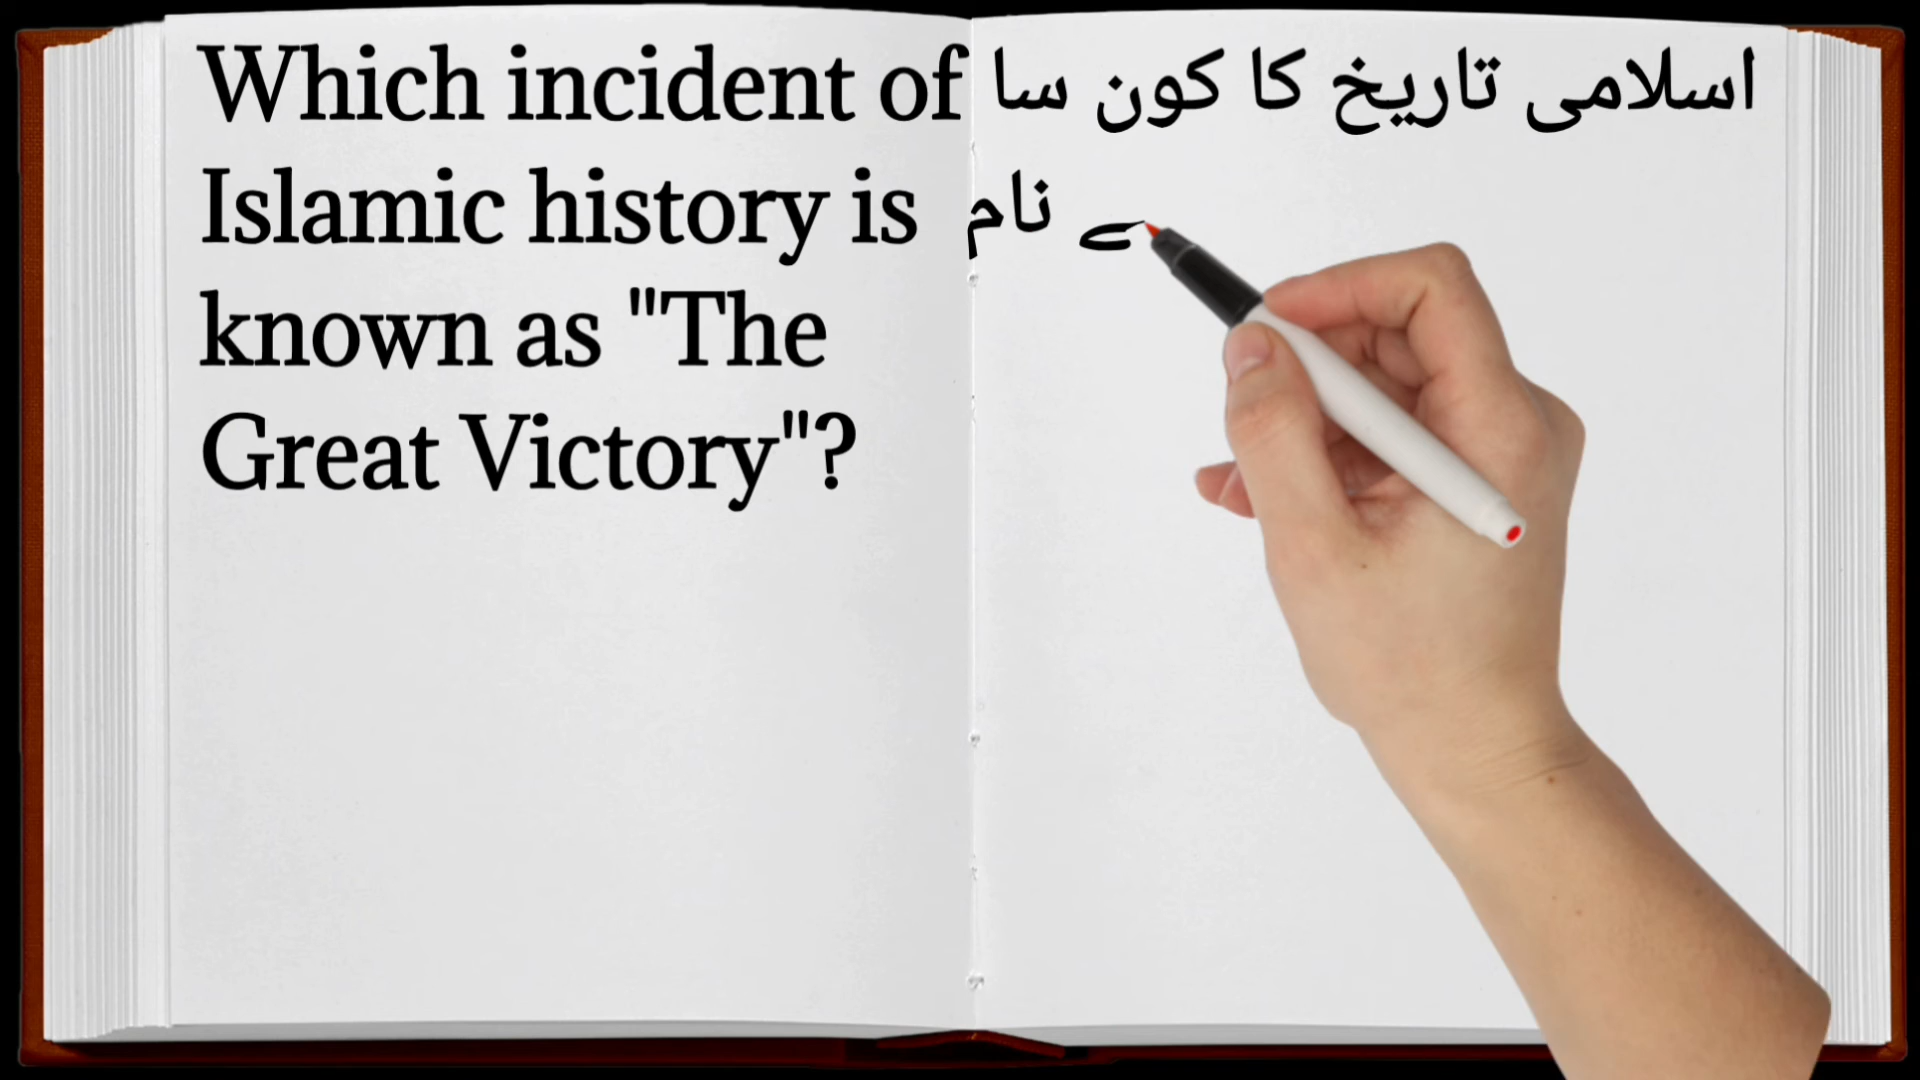 Which incident of
Islamic history is
known as "The
Great Victory"?
اسلامی تاریخ کا کون سا
نام سے